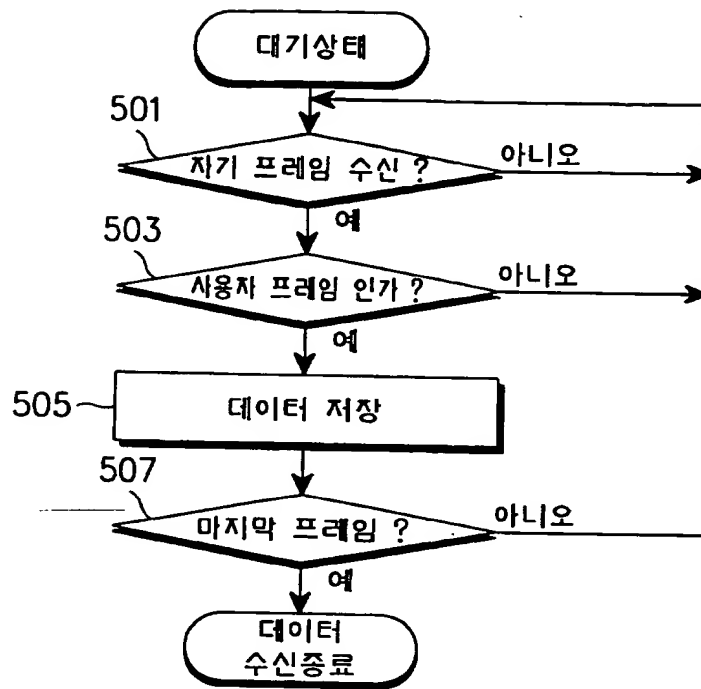 대기상태
501
자기 프레임 수신 ?
아니오
예
503
사용자 프레임 인가 ?
아니오
예
505
데이터 저장
507
마지막 프레임 ?
아니오
예
데이터
수신종료